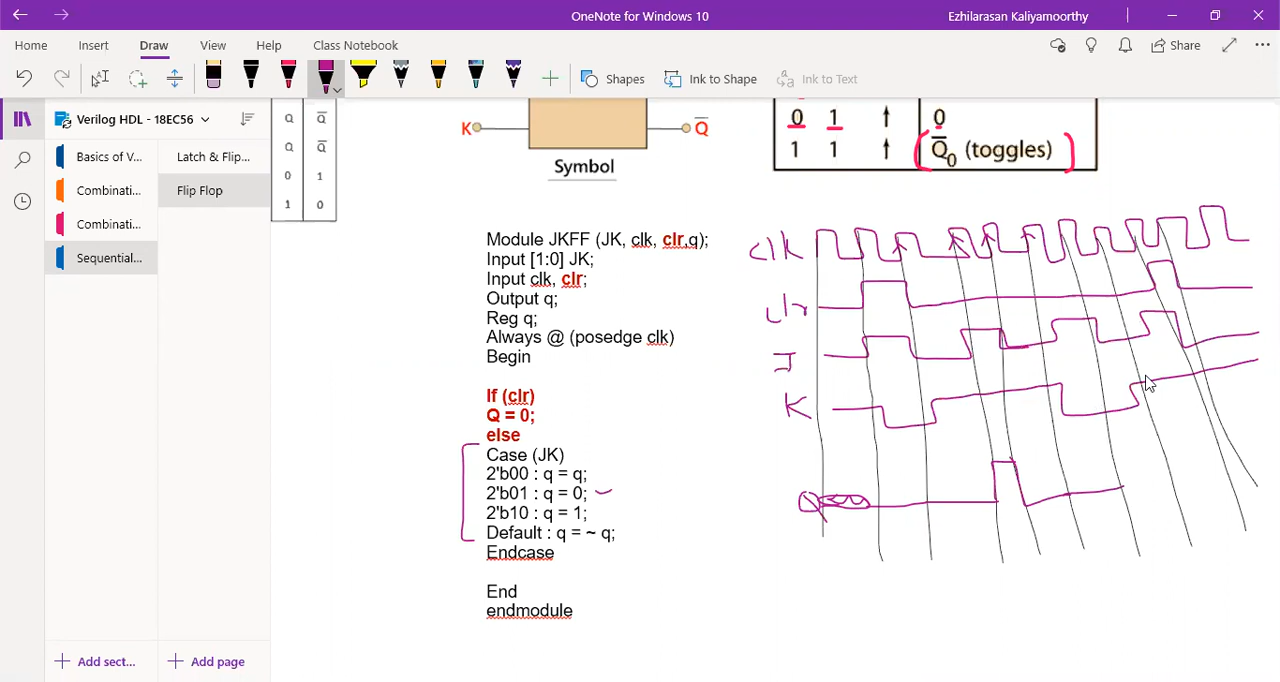 OneNote for Windows 10
Ezhilarasan Kaliyamoorthy
Home Insert Draw View Help Class Notebook
Share
Shapes
Ink to Shape
Ink to Text
Verilog HDL - 18EC56
Basics of V...
Combinati...
Combinati...
Sequential...
Latch & Flip...
Flip Flop
Add sect...
Add page
Q Q̅
Q Q̅
0 1
1 0
K
Q̅
Symbol
0 1 ↑ 0
1 1 ↑ Q̅0 (toggles)
Module JKFF (JK, clk, clr,q);
Input [1:0] JK;
Input clk, clr;
Output q;
Reg q;
Always @ (posedge clk)
Begin
If (clr)
Q = 0;
else
Case (JK)
2'b00 : q = q;
2'b01 : q = 0;
2'b10 : q = 1;
Default : q = ~ q;
Endcase
End
endmodule
clk
clr
J
K
Q